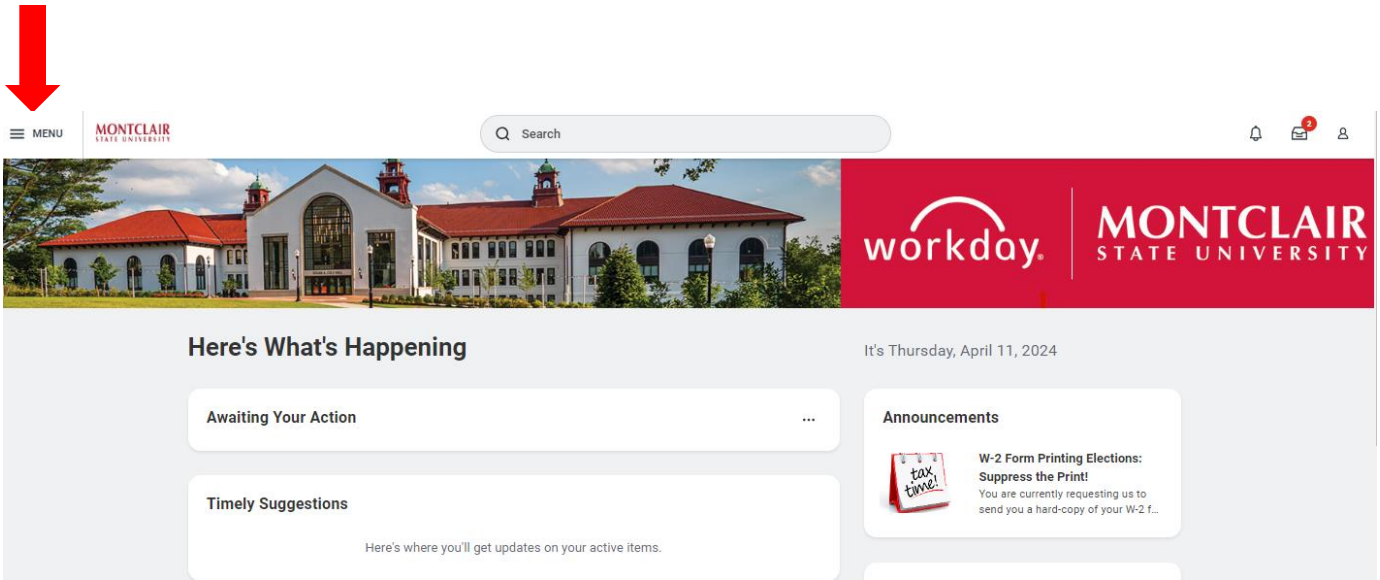 MENU
MONTCLAIR
STATE UNIVERSITY
Search
2
workday.
MONTCLAIR
STATE UNIVERSITY
Here's What's Happening
It's Thursday, April 11, 2024
Awaiting Your Action
...
Timely Suggestions
Here's where you'll get updates on your active items.
Announcements
tax
time!
W-2 Form Printing Elections:
Suppress the Print!
You are currently requesting us to
send you a hard-copy of your W-2 f...